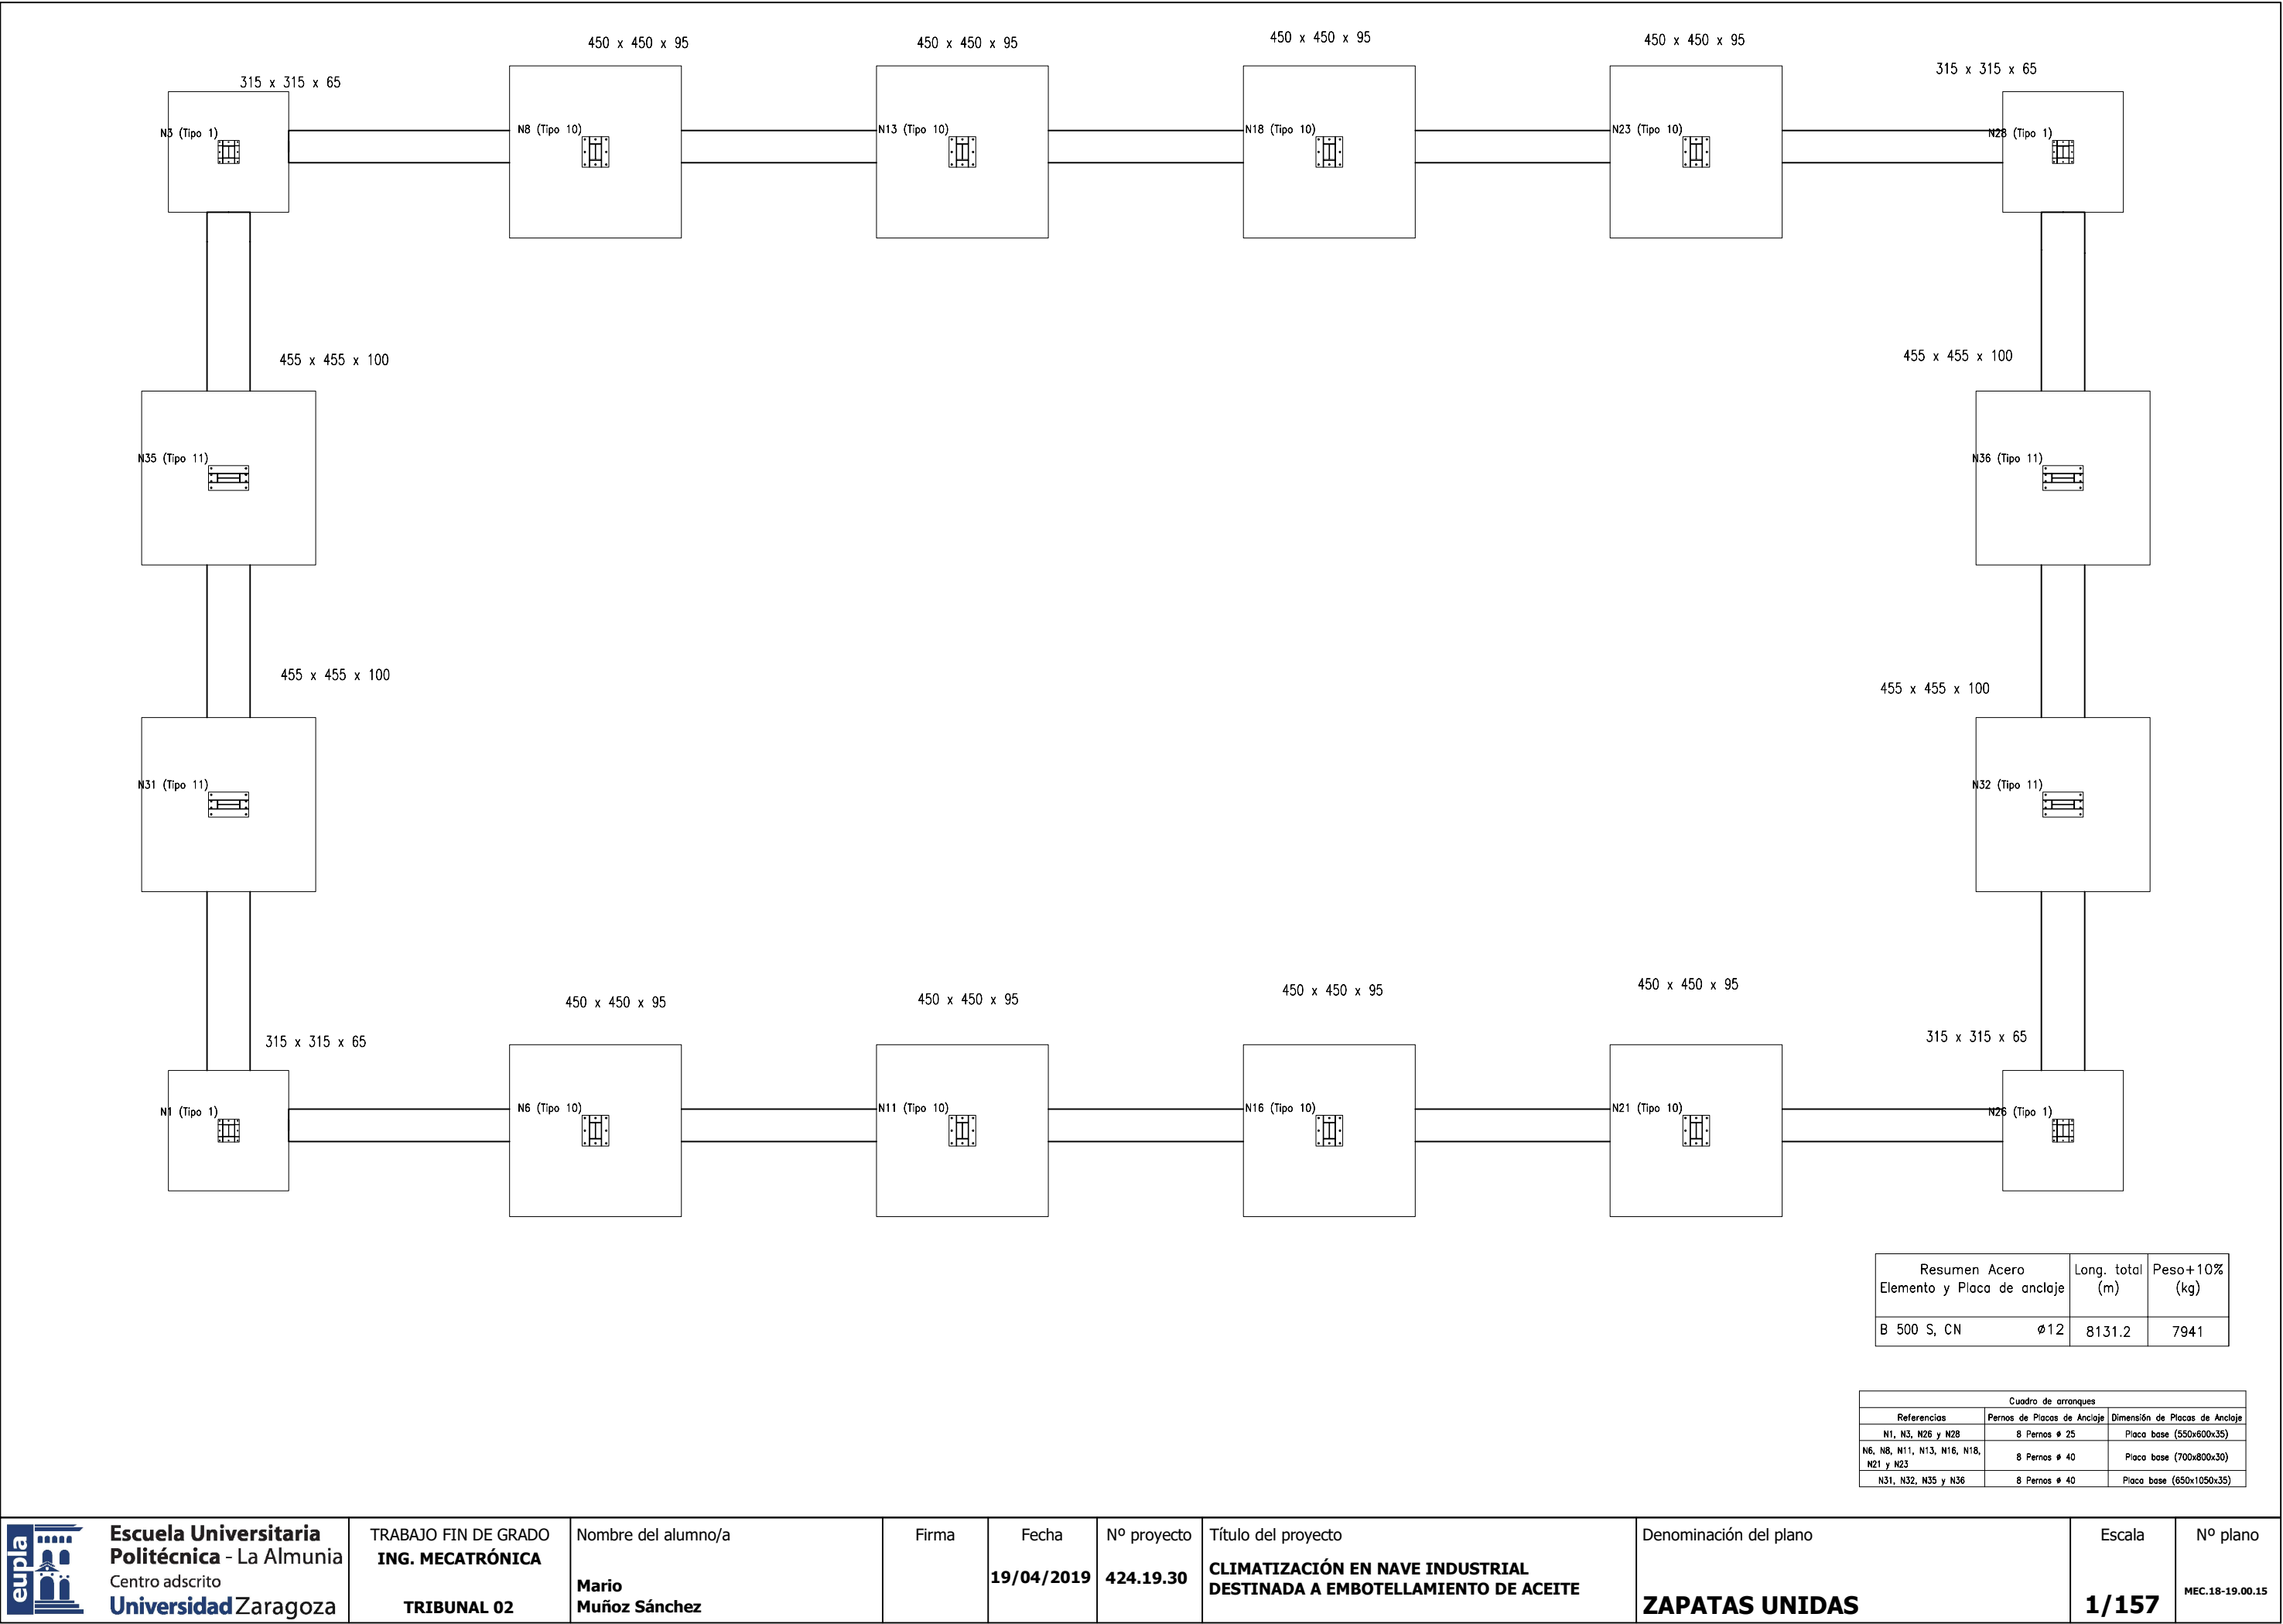 450 x 450 x 95
450 x 450 x 95
450 x 450 x 95
450 x 450 x 95
315 x 315 x 65
315 x 315 x 65
N3 (Tipo 1)
N8 (Tipo 10)
N13 (Tipo 10)
N18 (Tipo 10)
N23 (Tipo 10)
N28 (Tipo 1)
455 x 455 x 100
455 x 455 x 100
N35 (Tipo 11)
N36 (Tipo 11)
455 x 455 x 100
455 x 455 x 100
N31 (Tipo 11)
N32 (Tipo 11)
450 x 450 x 95
450 x 450 x 95
450 x 450 x 95
450 x 450 x 95
315 x 315 x 65
315 x 315 x 65
N1 (Tipo 1)
N6 (Tipo 10)
N11 (Tipo 10)
N16 (Tipo 10)
N21 (Tipo 10)
N26 (Tipo 1)
Resumen Acero Long. total Peso+10%
Elemento y Placa de anclaje (m) (kg)
B 500 S, CN ø12 8131.2 7941
Cuadro de arranques
Referencias Pernos de Placas de Anclaje Dimensión de Placas de Anclaje
N1, N3, N26 y N28 8 Pernos ø 25 Placa base (550x600x35)
N6, N8, N11, N13, N16, N18,
N21 y N23 8 Pernos ø 40 Placa base (700x800x30)
N31, N32, N35 y N36 8 Pernos ø 40 Placa base (650x1050x35)
eupla
Escuela Universitaria
Politécnica - La Almunia
Centro adscrito
Universidad Zaragoza
TRABAJO FIN DE GRADO
ING. MECATRÓNICA
TRIBUNAL 02
Nombre del alumno/a
Mario
Muñoz Sánchez
Firma
Fecha
19/04/2019
Nº proyecto
424.19.30
Título del proyecto
CLIMATIZACIÓN EN NAVE INDUSTRIAL
DESTINADA A EMBOTELLAMIENTO DE ACEITE
Denominación del plano
ZAPATAS UNIDAS
Escala
1/157
Nº plano
MEC.18-19.00.15